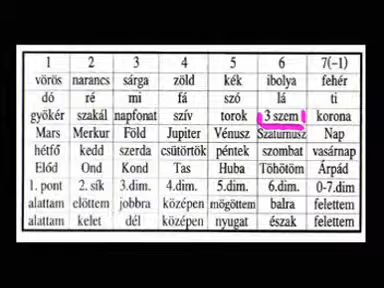 1 2 3 4 5 6 7(-1)
vörös narancs sárga zöld kék ibolya fehér
dó ré mi fá szó lá ti
gyökér szakál napfonat szív torok 3 szem korona
Mars Merkur Föld Jupiter Vénusz Szaturnusz Nap
hétfő kedd szerda csütörtök péntek szombat vasárnap
Előd Ond Kond Tas Huba Töhötöm Árpád
1. pont 2. sík 3.dim. 4.dim. 5.dim. 6.dim. 0-7.dim
alattam előttem jobbra középen mögöttem balra felettem
alattam kelet dél középen nyugat észak felettem